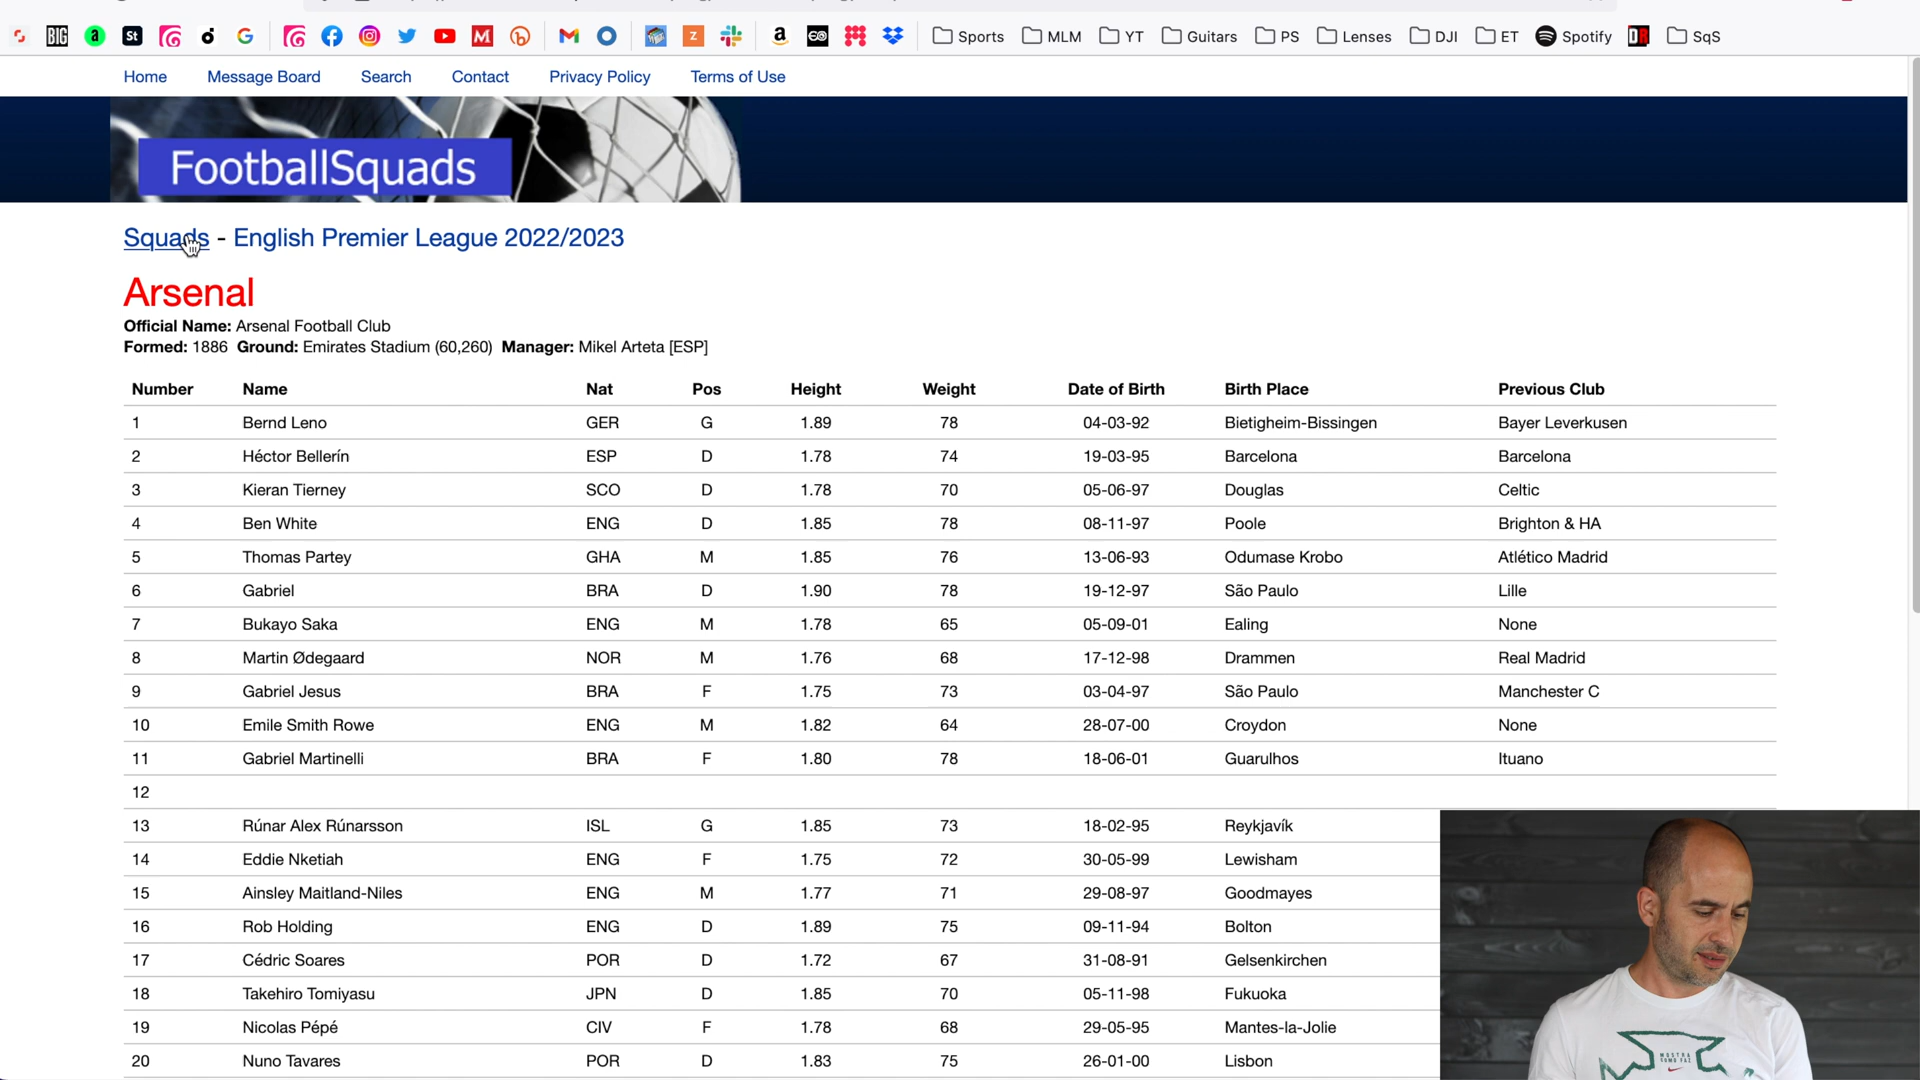 BIG a St G M Z a Sports MLM YT Guitars PS Lenses DJI ET Spotify DR SqS
Home Message Board Search Contact Privacy Policy Terms of Use
FootballSquads
Squads - English Premier League 2022/2023
Arsenal
Official Name: Arsenal Football Club
Formed: 1886 Ground: Emirates Stadium (60,260) Manager: Mikel Arteta [ESP]
Number Name Nat Pos Height Weight Date of Birth Birth Place Previous Club
1 Bernd Leno GER G 1.89 78 04-03-92 Bietigheim-Bissingen Bayer Leverkusen
2 Héctor Bellerín ESP D 1.78 74 19-03-95 Barcelona Barcelona
3 Kieran Tierney SCO D 1.78 70 05-06-97 Douglas Celtic
4 Ben White ENG D 1.85 78 08-11-97 Poole Brighton & HA
5 Thomas Partey GHA M 1.85 76 13-06-93 Odumase Krobo Atlético Madrid
6 Gabriel BRA D 1.90 78 19-12-97 São Paulo Lille
7 Bukayo Saka ENG M 1.78 65 05-09-01 Ealing None
8 Martin Ødegaard NOR M 1.76 68 17-12-98 Drammen Real Madrid
9 Gabriel Jesus BRA F 1.75 73 03-04-97 São Paulo Manchester C
10 Emile Smith Rowe ENG M 1.82 64 28-07-00 Croydon None
11 Gabriel Martinelli BRA F 1.80 78 18-06-01 Guarulhos Ituano
12
13 Rúnar Alex Rúnarsson ISL G 1.85 73 18-02-95 Reykjavík
14 Eddie Nketiah ENG F 1.75 72 30-05-99 Lewisham
15 Ainsley Maitland-Niles ENG M 1.77 71 29-08-97 Goodmayes
16 Rob Holding ENG D 1.89 75 09-11-94 Bolton
17 Cédric Soares POR D 1.72 67 31-08-91 Gelsenkirchen
18 Takehiro Tomiyasu JPN D 1.85 70 05-11-98 Fukuoka
19 Nicolas Pépé CIV F 1.78 68 29-05-95 Mantes-la-Jolie
20 Nuno Tavares POR D 1.83 75 26-01-00 Lisbon